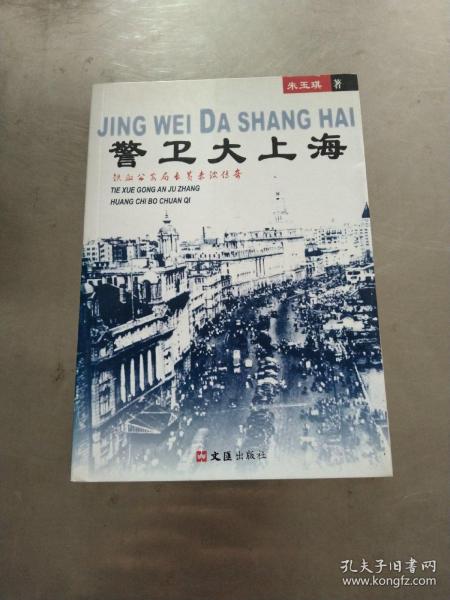 朱玉琪 著
JING WEI DA SHANG HAI
警卫大上海
铁血公安局长黄赤波传奇
TIE XUE GONG AN JU ZHANG
HUANG CHI BO CHUAN QI
文匯出版社
孔夫子旧书网
www.kongfz.com